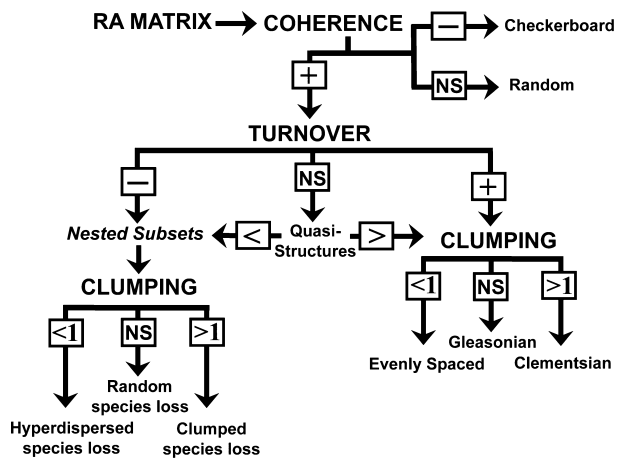 RA MATRIX
COHERENCE
—
Checkerboard
+
NS
Random
TURNOVER
—
NS
+
Nested Subsets
<
Quasi-
Structures
>
CLUMPING
CLUMPING
<1
NS
>1
<1
NS
>1
Gleasonian
Evenly Spaced
Clementsian
Random
species loss
Hyperdispersed
species loss
Clumped
species loss